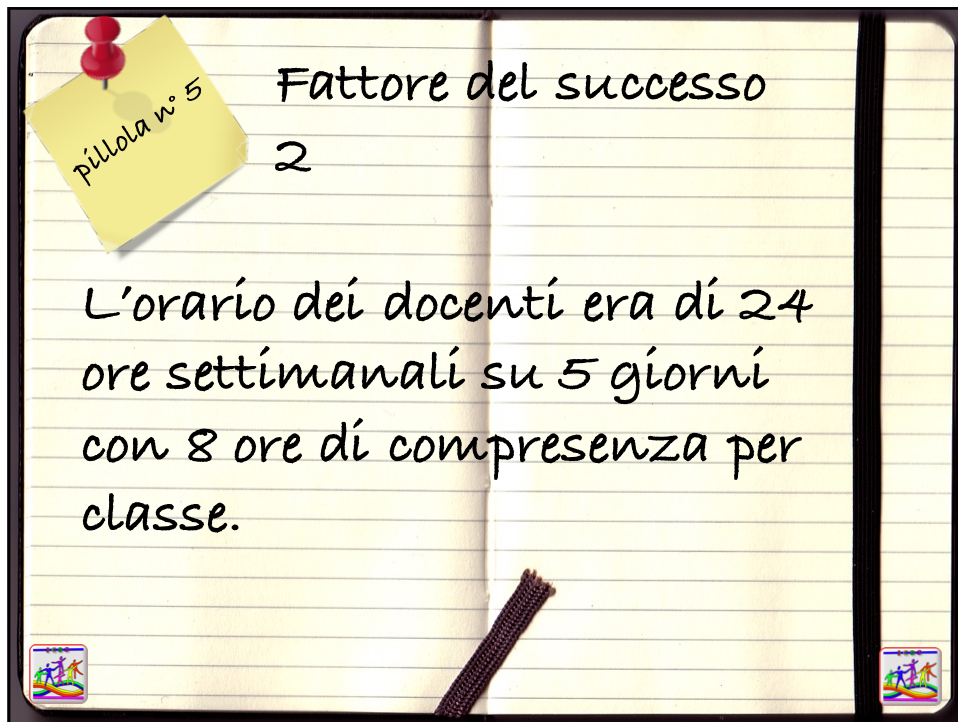 pillola n° 5
Fattore del successo
2
L'orario dei docenti era di 24
ore settimanali su 5 giorni
con 8 ore di compresenza per
classe.